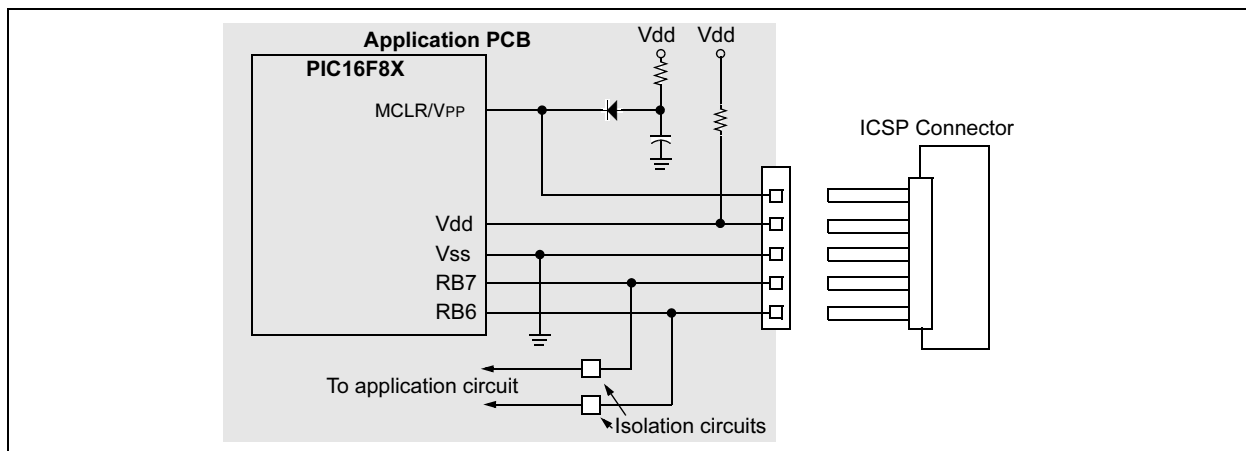 Application PCB
Vdd
Vdd
PIC16F8X
MCLR/VPP
ICSP Connector
Vdd
Vss
RB7
RB6
To application circuit
Isolation circuits